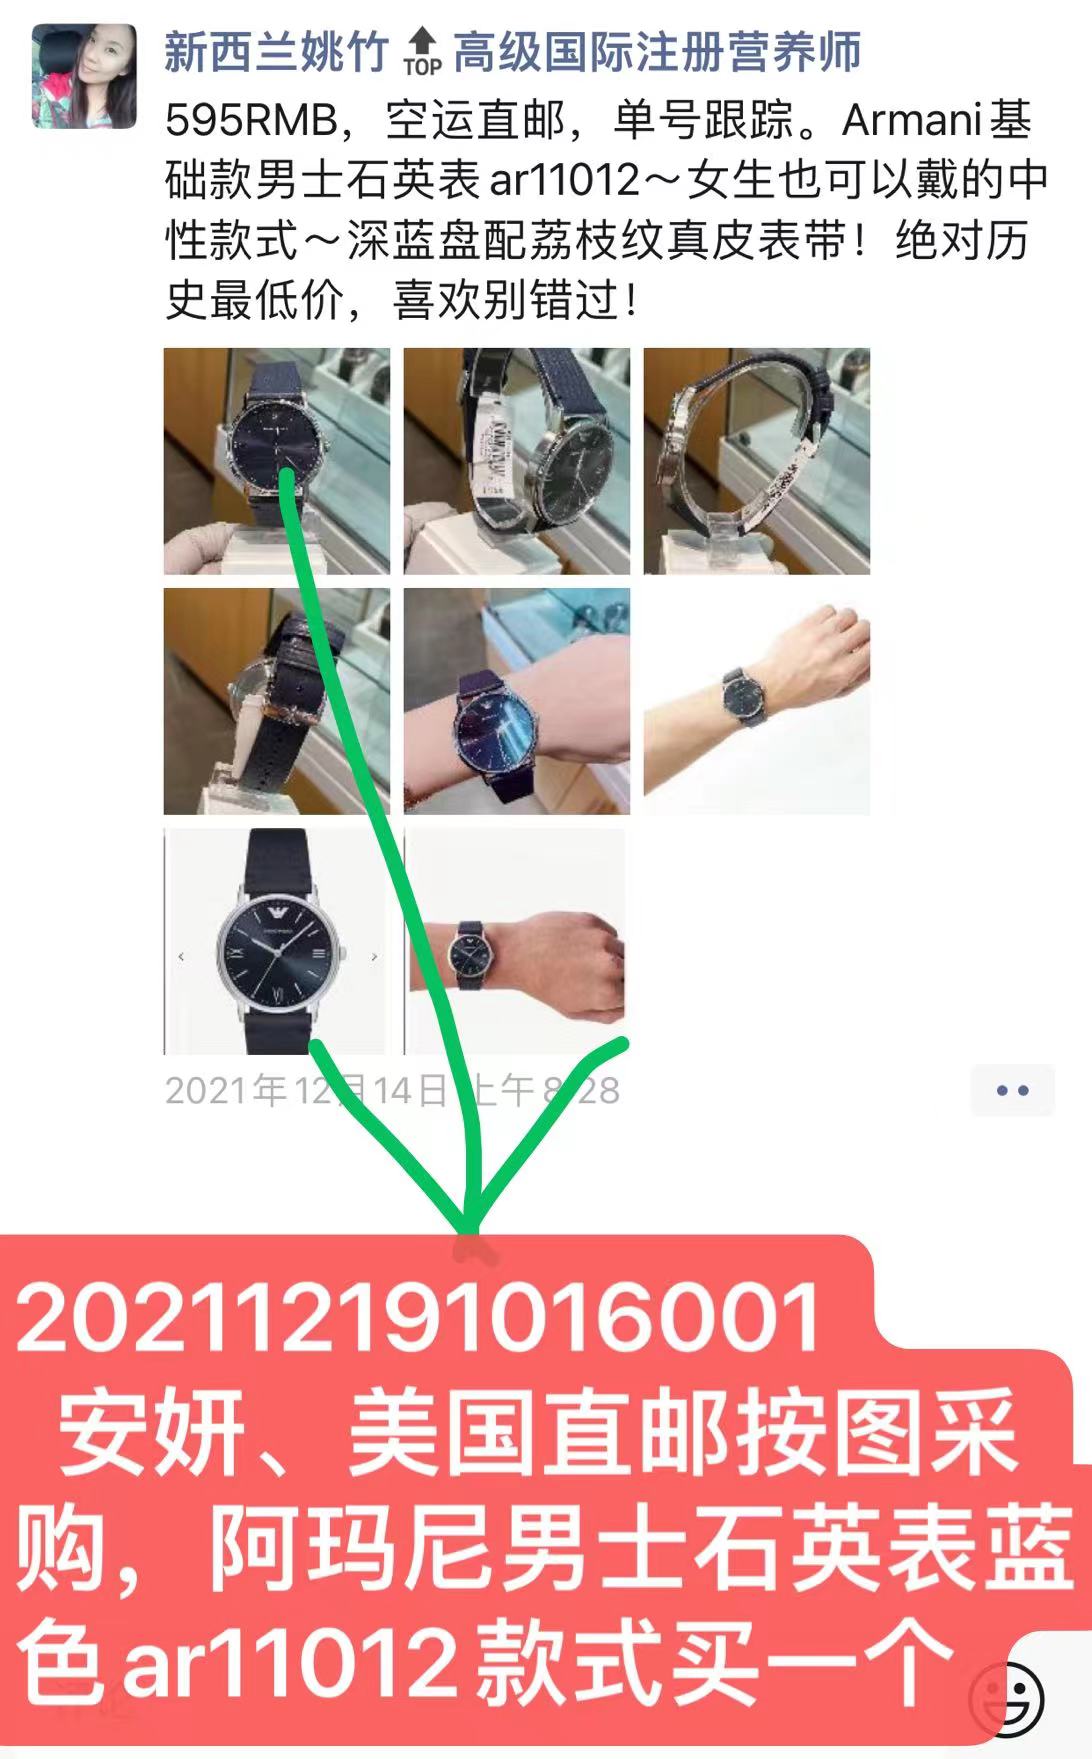 新西兰姚竹 TOP 高级国际注册营养师
595RMB，空运直邮，单号跟踪。Armani基
础款男士石英表ar11012～女生也可以戴的中
性款式～深蓝盘配荔枝纹真皮表带！绝对历
史最低价，喜欢别错过！
2021年12月14日 上午8:28
202112191016001
安妍、美国直邮按图采
购，阿玛尼男士石英表蓝
色ar11012款式买一个